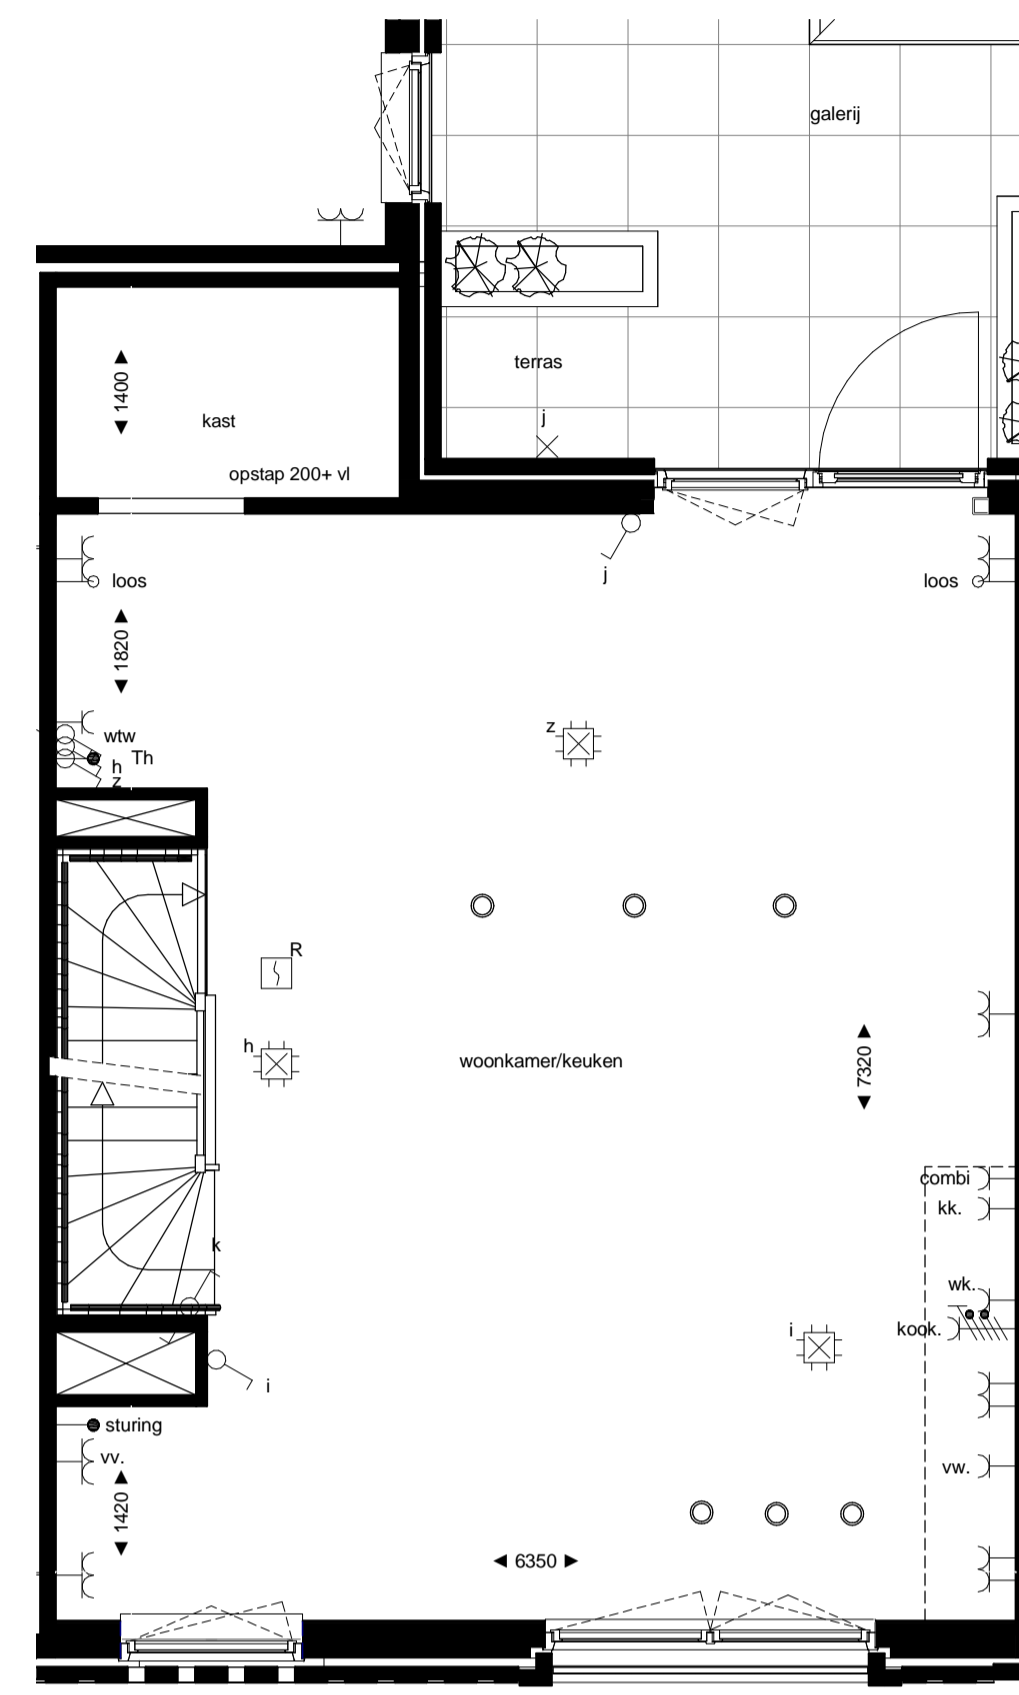 galerij
terras
j
1400
kast
opstap 200+ vl
j
loos
loos
1820
z
wtw
Th
h
z
R
h
woonkamer/keuken
7320
combi
kk.
k
wk.
kook.
i
i
sturing
vv.
vw.
1420
6350